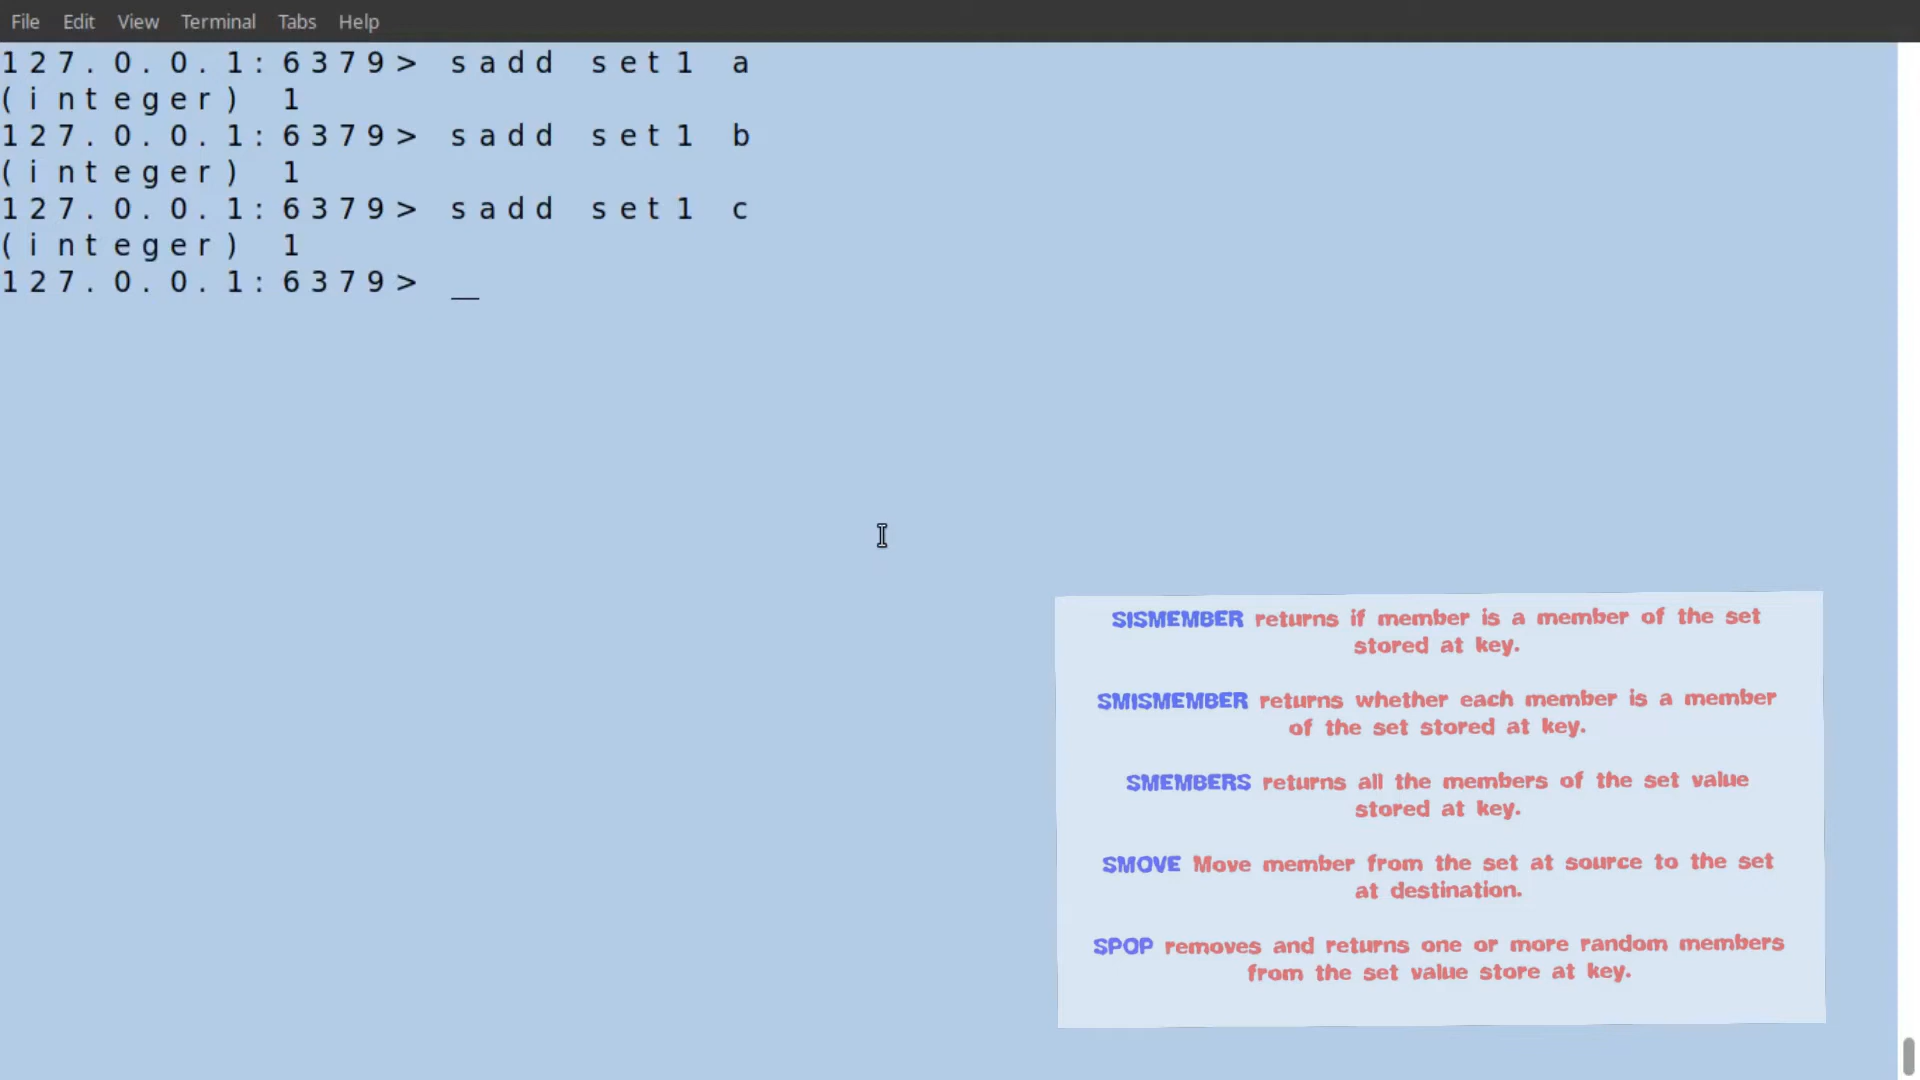 File Edit View Terminal Tabs Help
127.0.0.1:6379> sadd set1 a
(integer) 1
127.0.0.1:6379> sadd set1 b
(integer) 1
127.0.0.1:6379> sadd set1 c
(integer) 1
127.0.0.1:6379> _
SISMEMBER returns if member is a member of the set
stored at key.
SMISMEMBER returns whether each member is a member
of the set stored at key.
SMEMBERS returns all the members of the set value
stored at key.
SMOVE Move member from the set at source to the set
at destination.
SPOP removes and returns one or more random members
from the set value store at key.